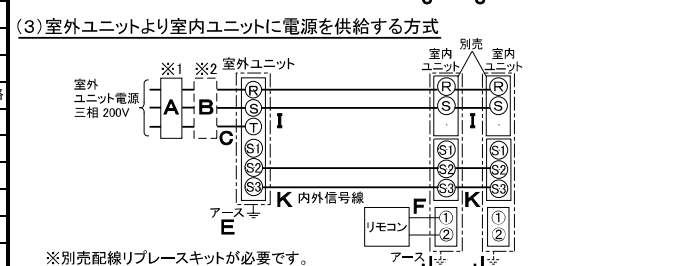 (3)室外ユニットより室内ユニットに電源を供給する方式
別売
※1 ※2 室外ユニット 室内ユニット 室内ユニット
室外ユニット電源 三相 200V
A B C
R R R
S I S I S
T
S1 S1 S1
S2 S2 S2
S3 S3 S3
K 内外信号線 K
アース E
F
リモコン
① ①
② ②
アース J J
※別売配線リプレースキットが必要です。